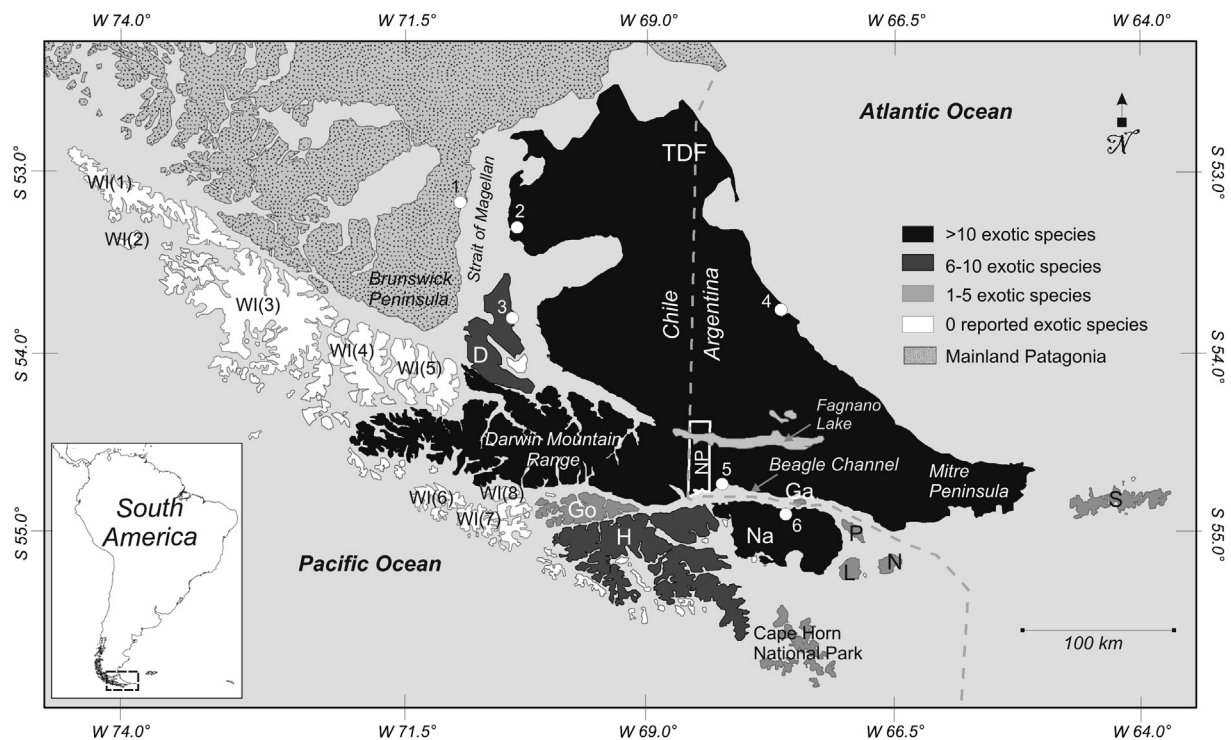 W 74.0°
W 71.5°
W 69.0°
W 66.5°
W 64.0°
Atlantic Ocean
N
TDF
S 53.0°
S 53.0°
WI(1)
1
2
WI(2)
Strait of Magellan
>10 exotic species
6-10 exotic species
1-5 exotic species
0 reported exotic species
Mainland Patagonia
Brunswick
Peninsula
WI(3)
3
Chile
Argentina
4
S 54.0°
S 54.0°
WI(4)
WI(5)
D
Fagnano
Lake
Darwin Mountain
Range
NP
5
Beagle Channel
Mitre
Peninsula
WI(6)
WI(8)
WI(7)
Go
Ga
S
South
America
S 55.0°
S 55.0°
H
Na
6
P
L
N
Pacific Ocean
Cape Horn
National Park
100 km
W 74.0°
W 71.5°
W 69.0°
W 66.5°
W 64.0°